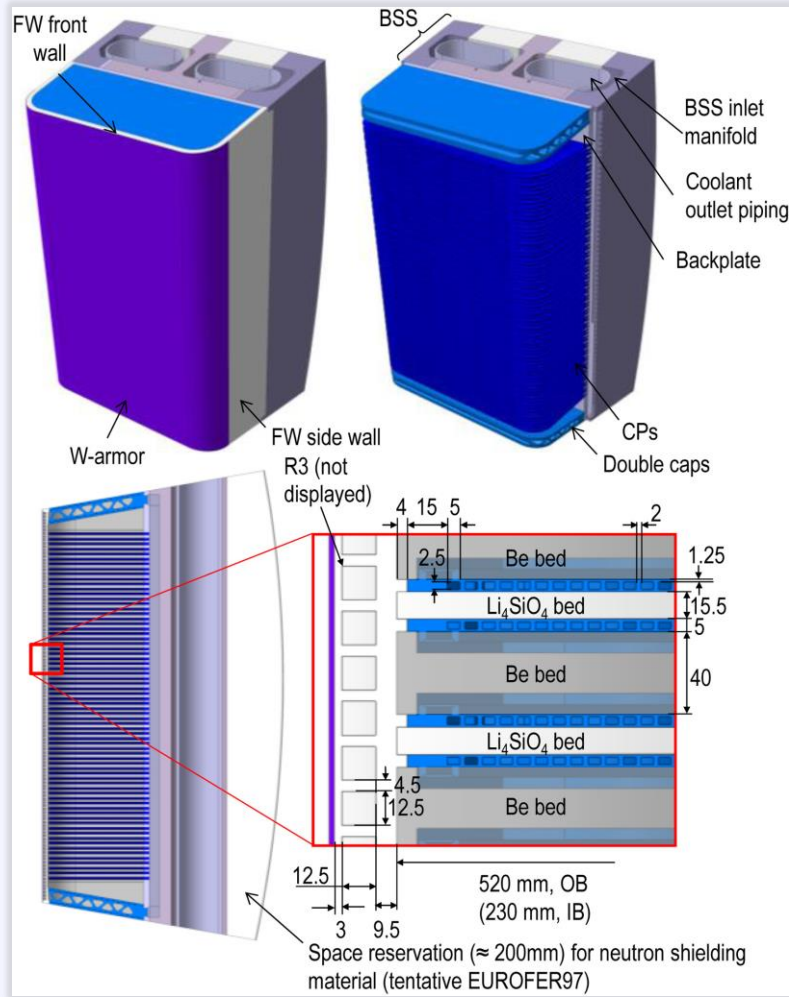 FW front
wall
BSS
BSS inlet
manifold
Coolant
outlet piping
Backplate
CPs
Double caps
W-armor
FW side wall
R3 (not
displayed)
4 15 5 2
2.5
1.25
15.5
5
40
Be bed
Li₄SiO₄ bed
Be bed
Li₄SiO₄ bed
Be bed
4.5
12.5
12.5
3 9.5
520 mm, OB
(230 mm, IB)
Space reservation (≈ 200mm) for neutron shielding
material (tentative EUROFER97)